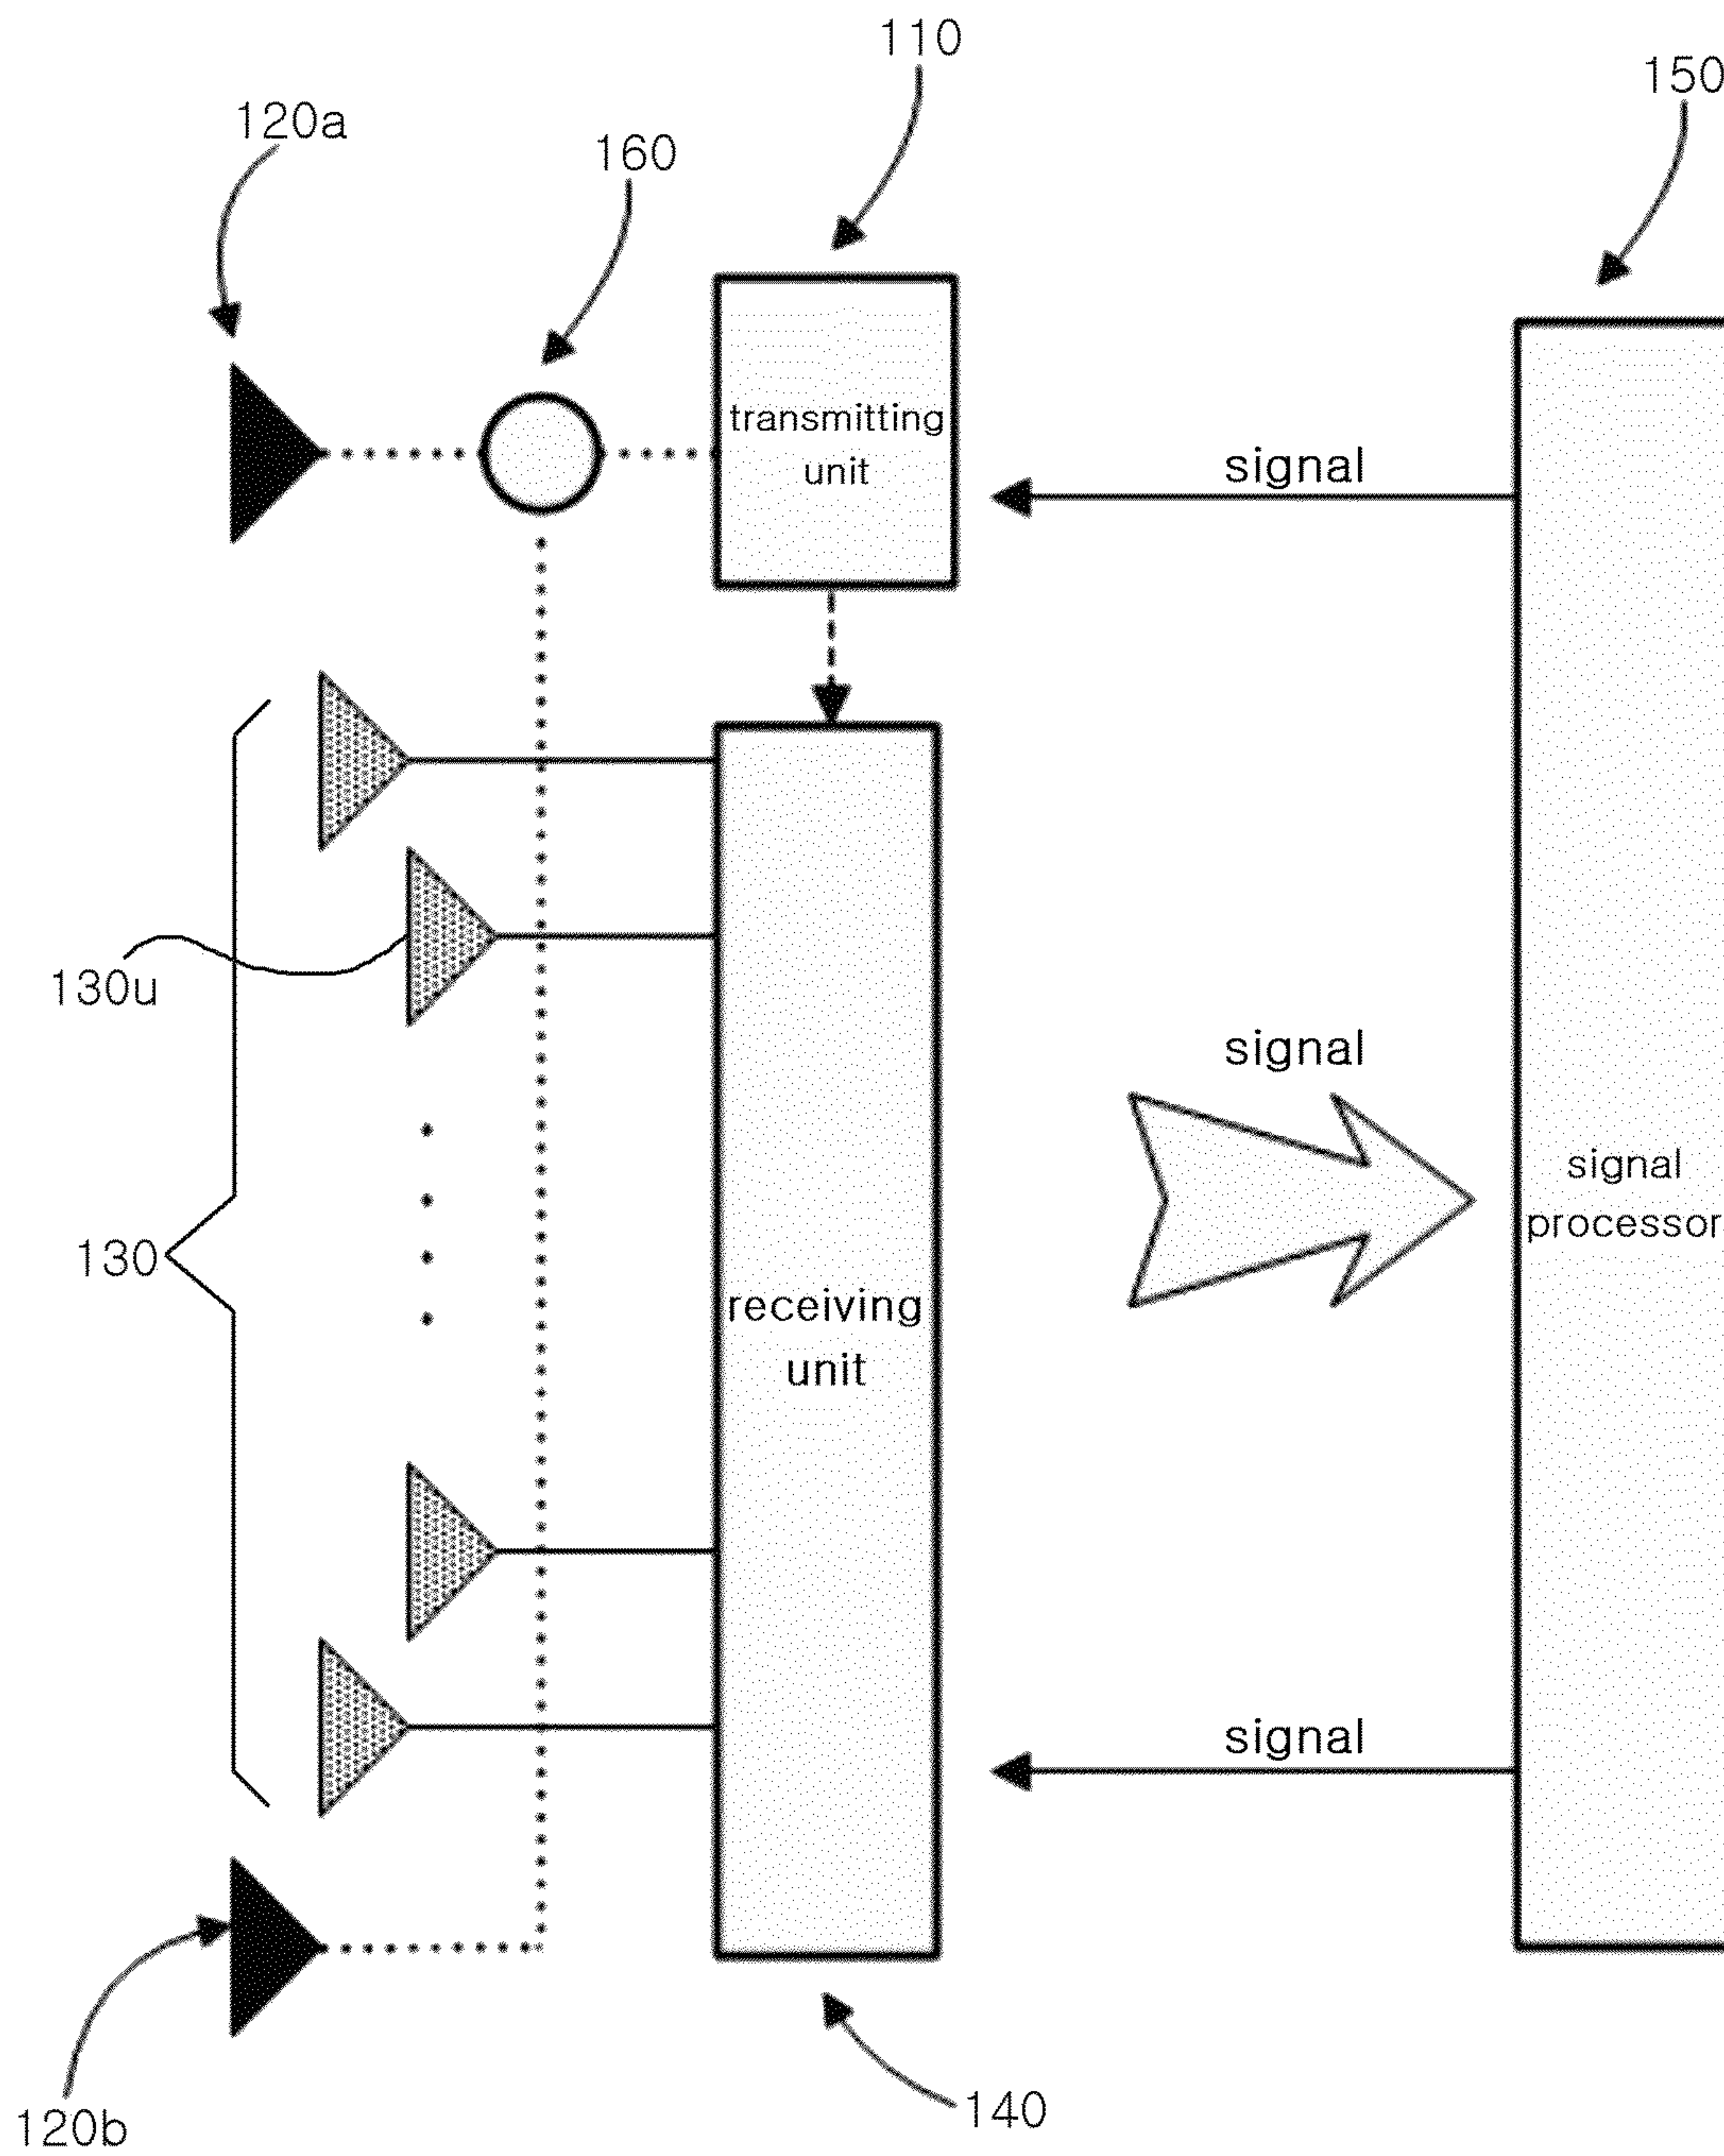 110
150
120a
160
transmitting
unit
signal
130u
signal
signal
processor
130
receiving
unit
signal
140
120b